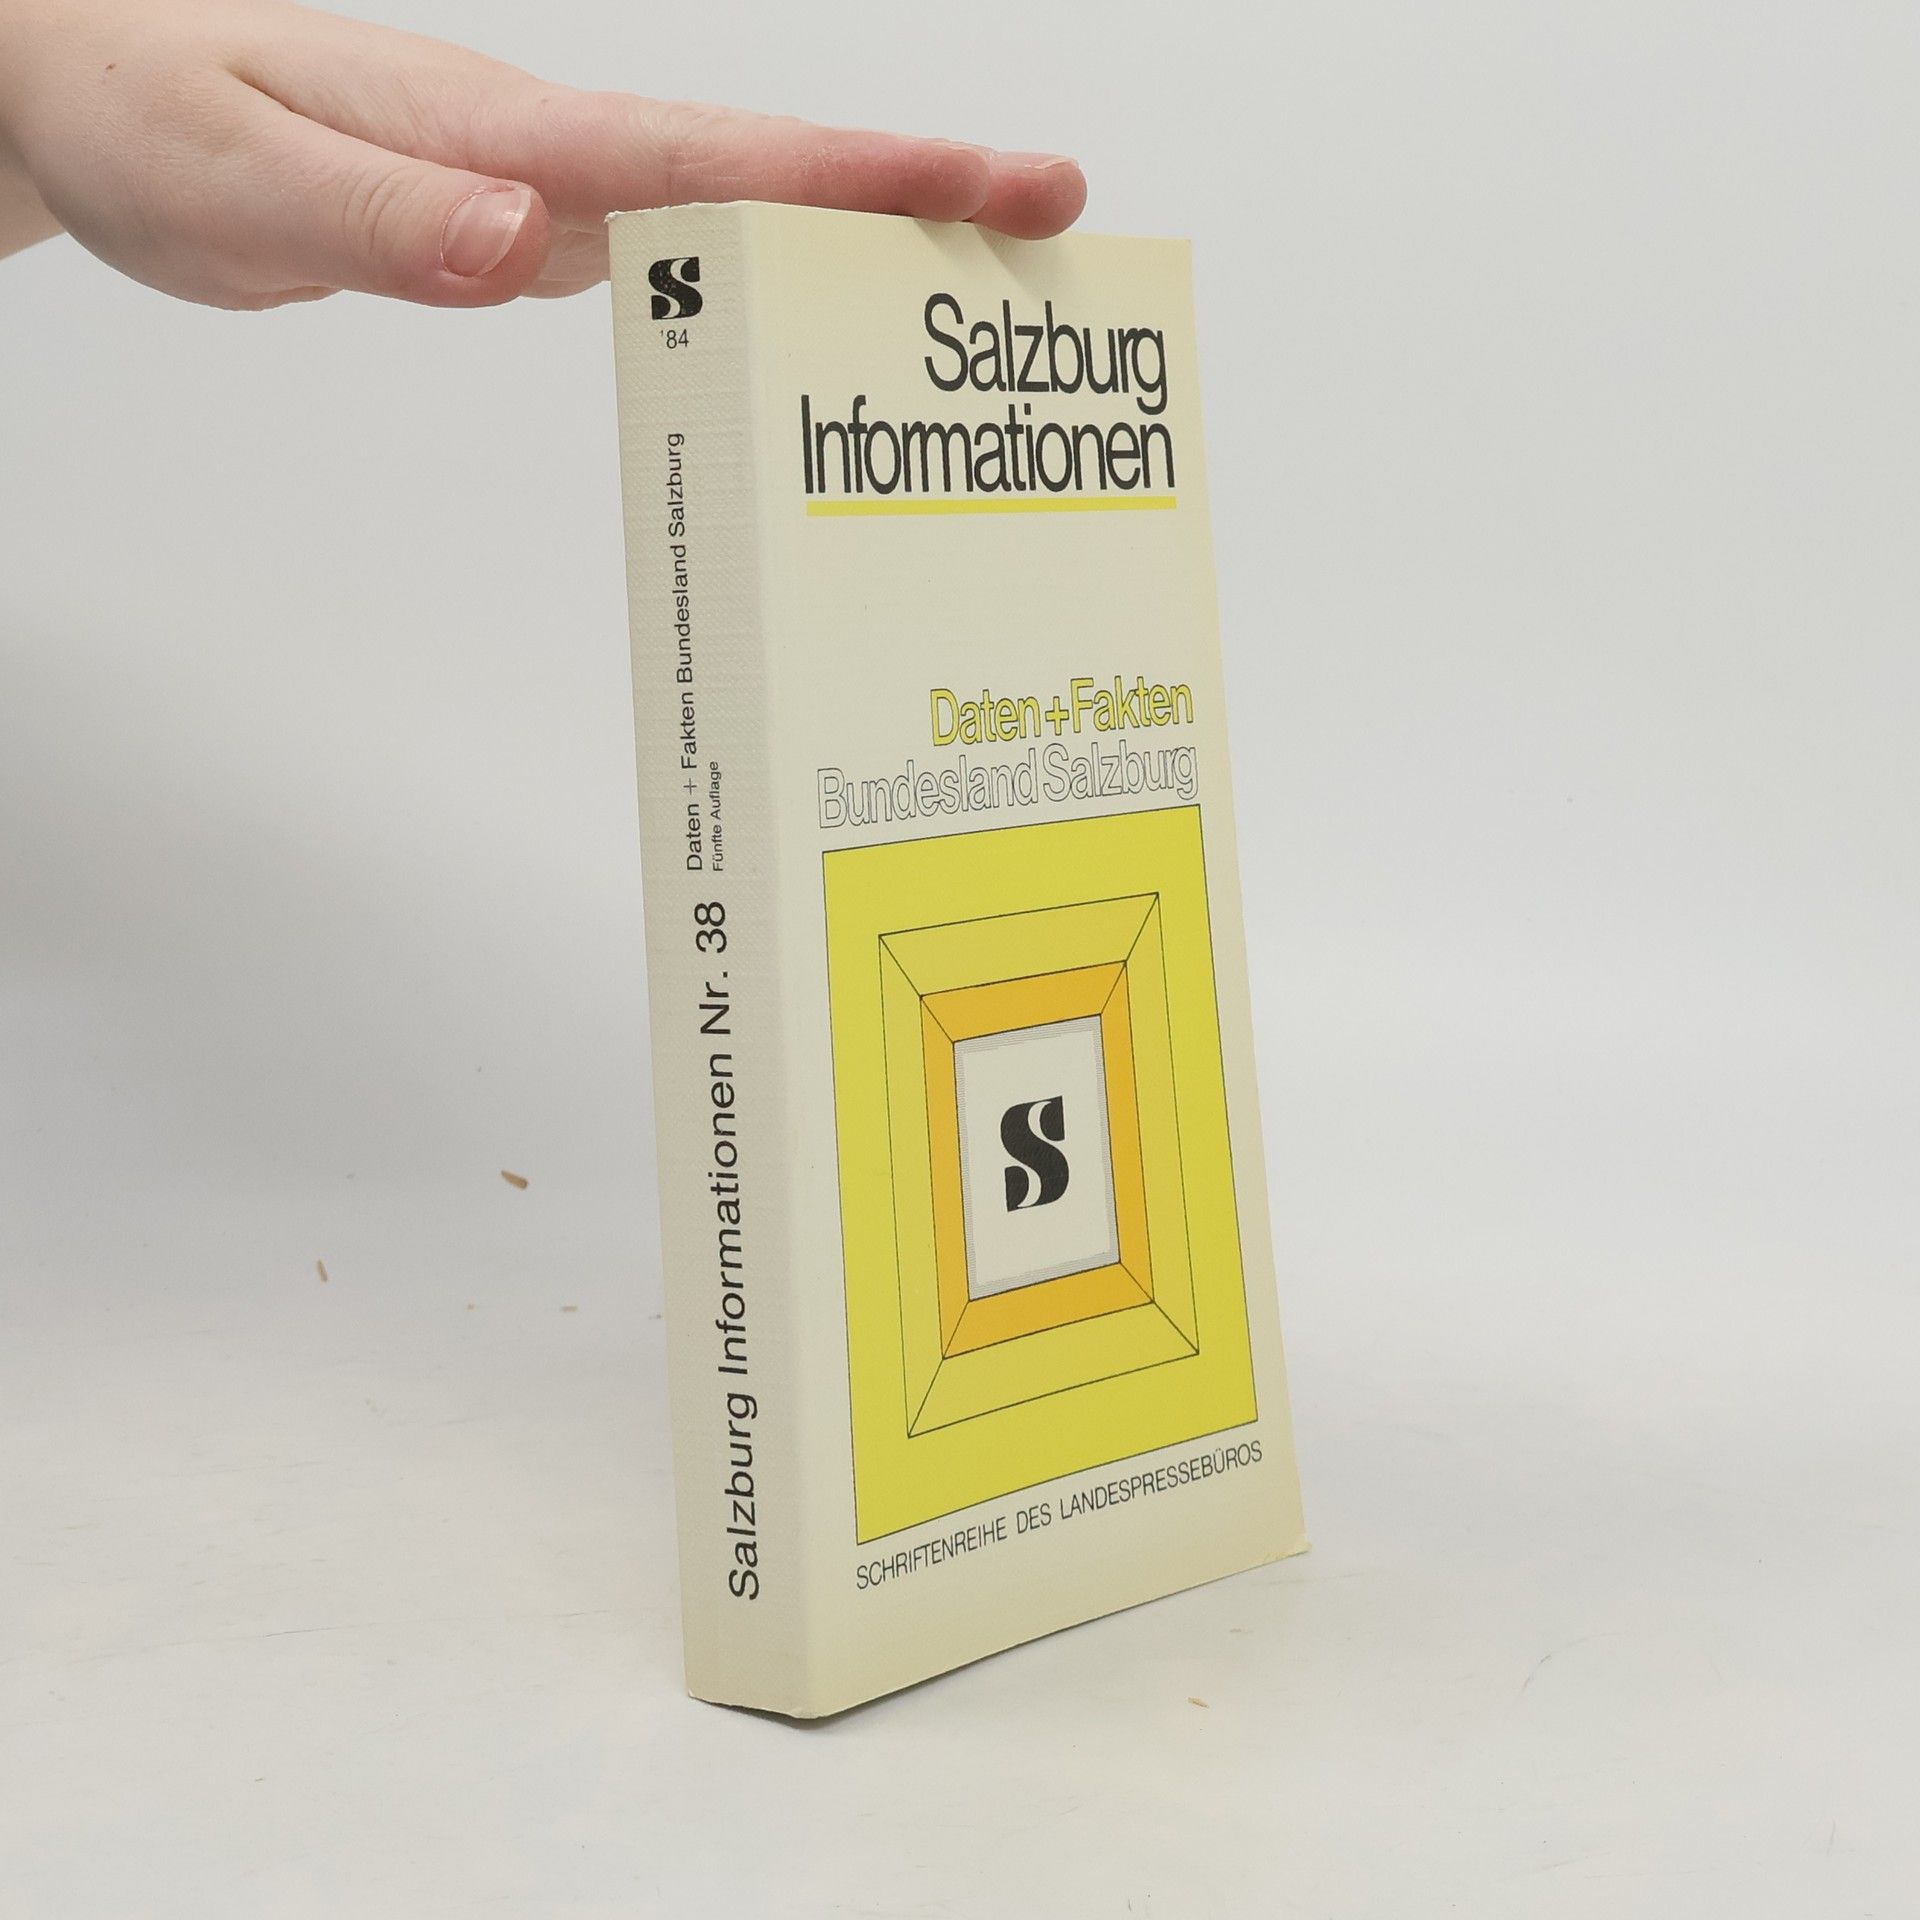 S
'84
Salzburg Informationen Nr. 38
Daten + Fakten Bundesland Salzburg
Fünfte Auflage
Salzburg
Informationen
Daten+Fakten
Bundesland Salzburg
S
SCHRIFTENREIHE DES LANDESPRESSEBÜROS